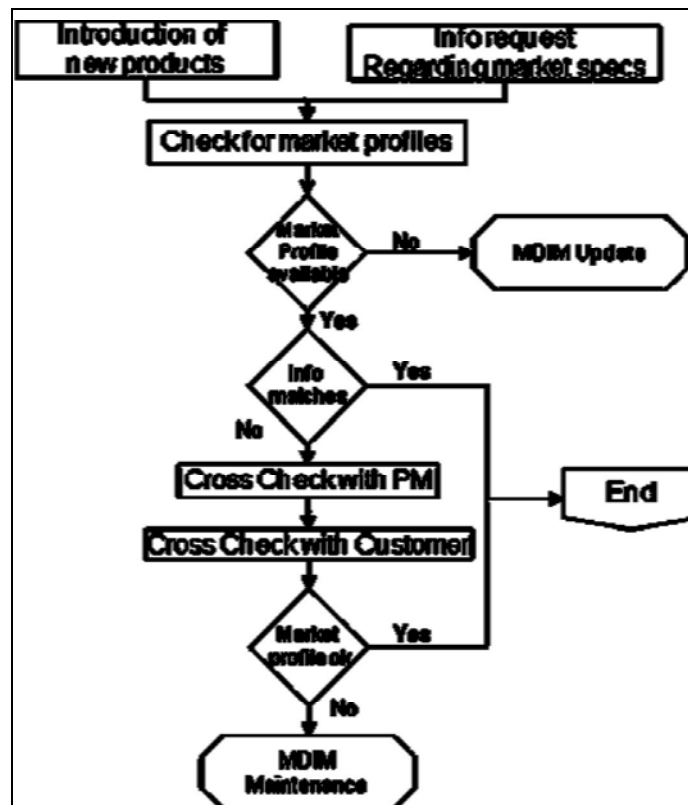 Introduction of
new products
Info request
Regarding market specs
Check for market profiles
Market
Profile
available
No
MDIM Update
Yes
Info
matches
Yes
No
Cross Check with PM
End
Cross Check with Customer
Market
profile ok
Yes
No
MDIM
Maintenance